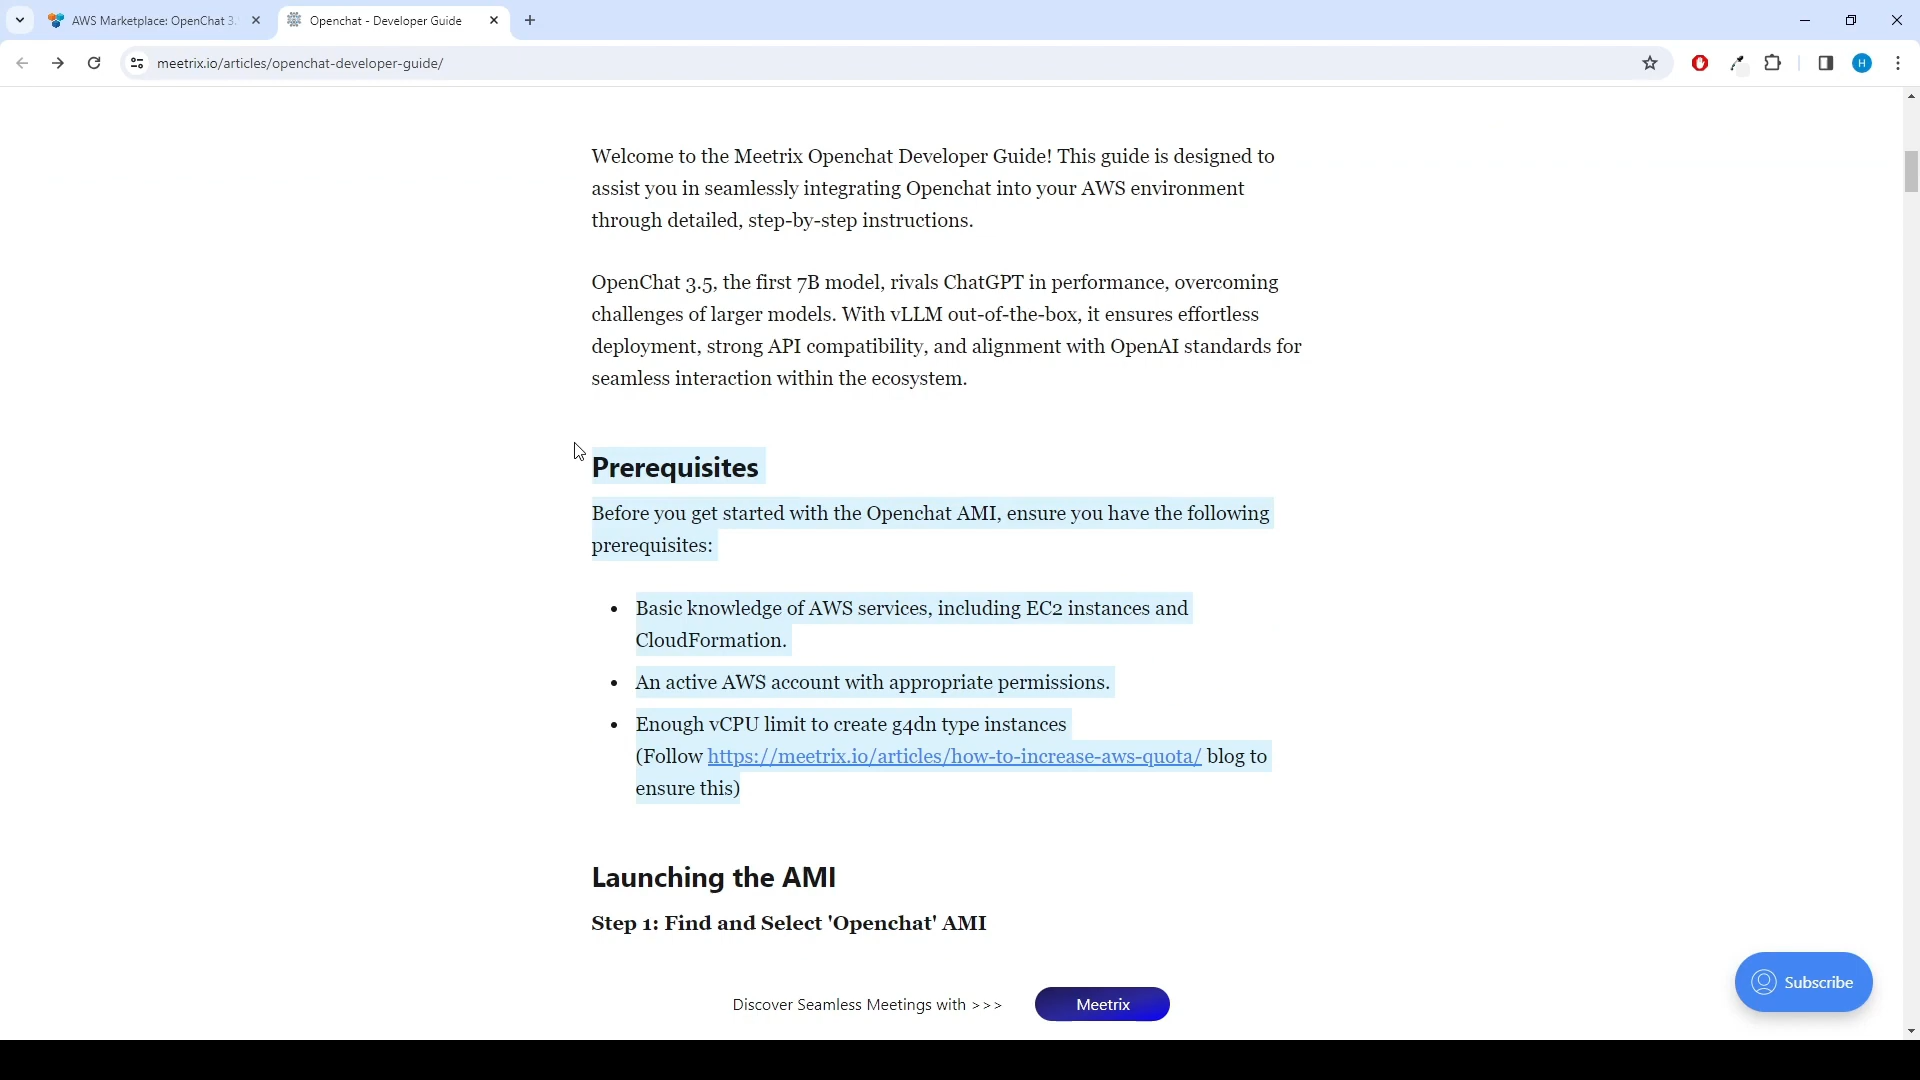 AWS Marketplace: OpenChat 3.
Openchat - Developer Guide
meetrix.io/articles/openchat-developer-guide/
H
Welcome to the Meetrix Openchat Developer Guide! This guide is designed to
assist you in seamlessly integrating Openchat into your AWS environment
through detailed, step-by-step instructions.
OpenChat 3.5, the first 7B model, rivals ChatGPT in performance, overcoming
challenges of larger models. With vLLM out-of-the-box, it ensures effortless
deployment, strong API compatibility, and alignment with OpenAI standards for
seamless interaction within the ecosystem.
Prerequisites
Before you get started with the Openchat AMI, ensure you have the following
prerequisites:
• Basic knowledge of AWS services, including EC2 instances and
CloudFormation.
• An active AWS account with appropriate permissions.
• Enough vCPU limit to create g4dn type instances
(Follow https://meetrix.io/articles/how-to-increase-aws-quota/ blog to
ensure this)
Launching the AMI
Step 1: Find and Select 'Openchat' AMI
Discover Seamless Meetings with >>>
Meetrix
Subscribe